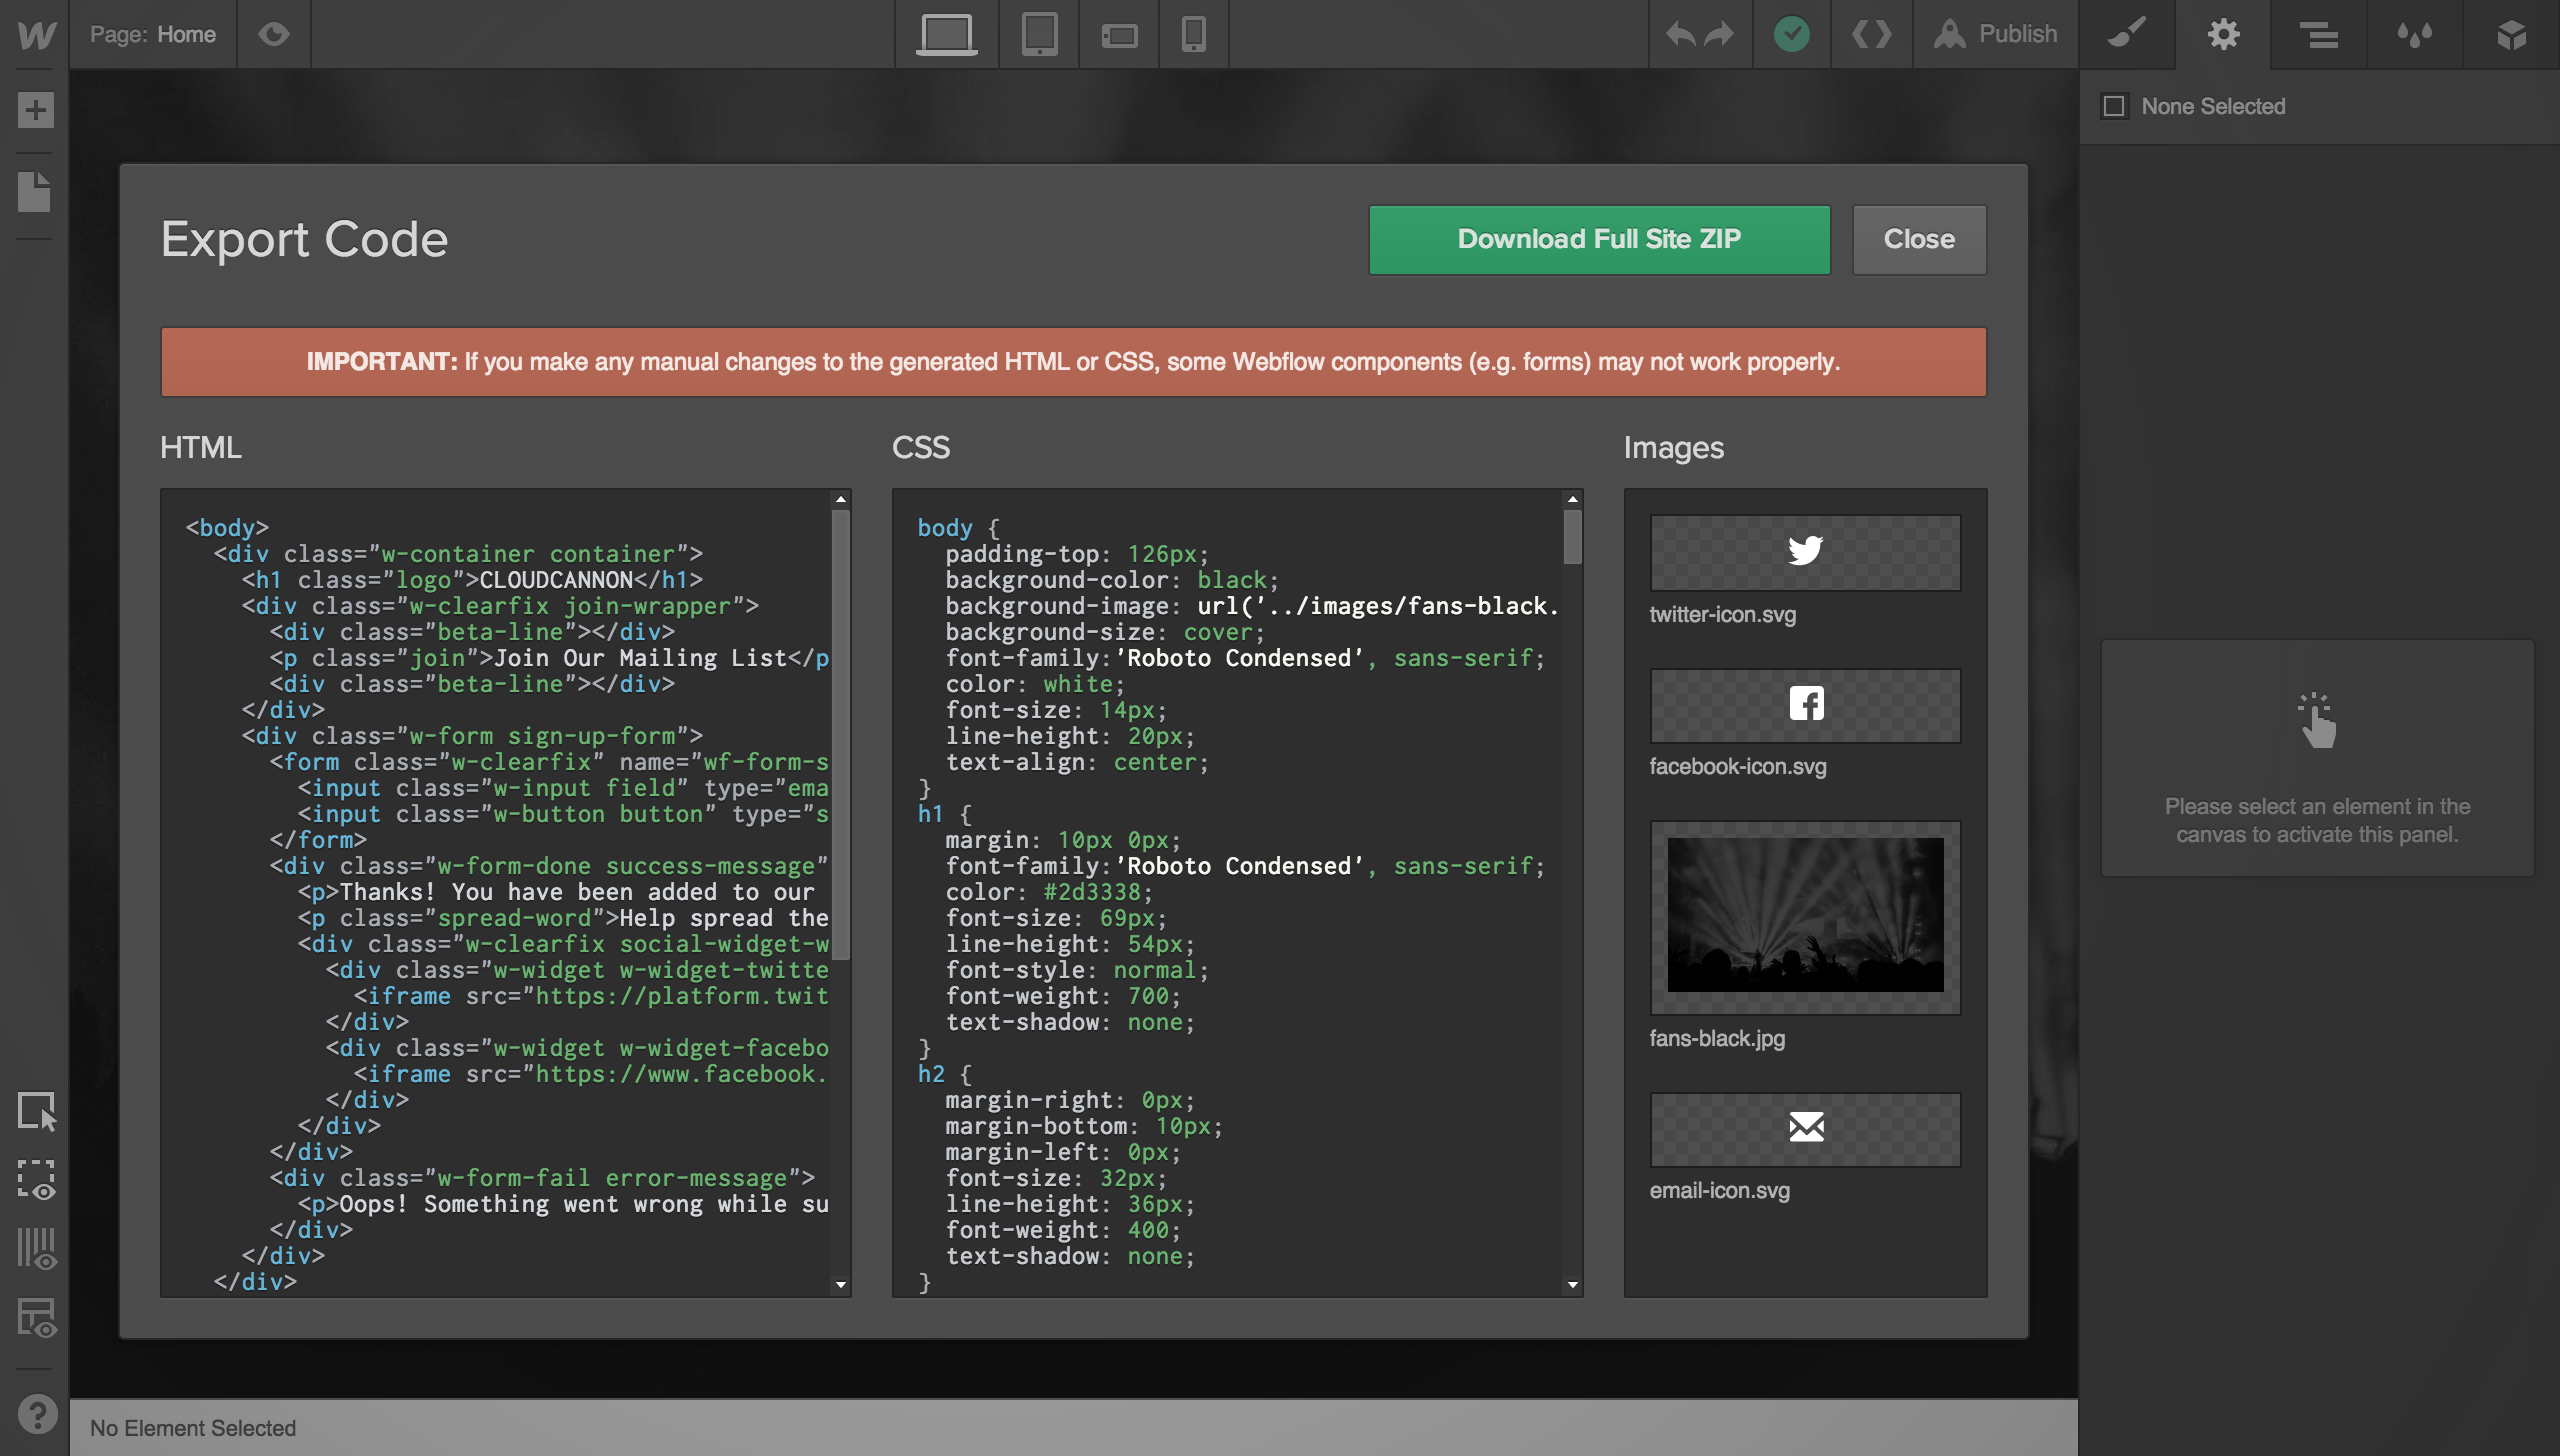 Page: Home
Publish
None Selected
Export Code
Download Full Site ZIP
Close
IMPORTANT: If you make any manual changes to the generated HTML or CSS, some Webflow components (e.g. forms) may not work properly.
HTML
<body>
<div class="w-container container">
<h1 class="logo">CLOUDCANNON</h1>
<div class="w-clearfix join-wrapper">
<div class="beta-line"></div>
<p class="join">Join Our Mailing List</p
<div class="beta-line"></div>
</div>
<div class="w-form sign-up-form">
<form class="w-clearfix" name="wf-form-s
<input class="w-input field" type="ema
<input class="w-button button" type="s
</form>
<div class="w-form-done success-message"
<p>Thanks! You have been added to our
<p class="spread-word">Help spread the
<div class="w-clearfix social-widget-w
<div class="w-widget w-widget-twitte
<iframe src="https://platform.twit
</div>
<div class="w-widget w-widget-facebo
<iframe src="https://www.facebook.
</div>
</div>
</div>
<div class="w-form-fail error-message">
<p>Oops! Something went wrong while su
</div>
</div>
</div>
CSS
body {
padding-top: 126px;
background-color: black;
background-image: url('../images/fans-black.
background-size: cover;
font-family:'Roboto Condensed', sans-serif;
color: white;
font-size: 14px;
line-height: 20px;
text-align: center;
}
h1 {
margin: 10px 0px;
font-family:'Roboto Condensed', sans-serif;
color: #2d3338;
font-size: 69px;
line-height: 54px;
font-style: normal;
font-weight: 700;
text-shadow: none;
}
h2 {
margin-right: 0px;
margin-bottom: 10px;
margin-left: 0px;
font-size: 32px;
line-height: 36px;
font-weight: 400;
text-shadow: none;
}
Images
twitter-icon.svg
facebook-icon.svg
fans-black.jpg
email-icon.svg
Please select an element in the
canvas to activate this panel.
No Element Selected